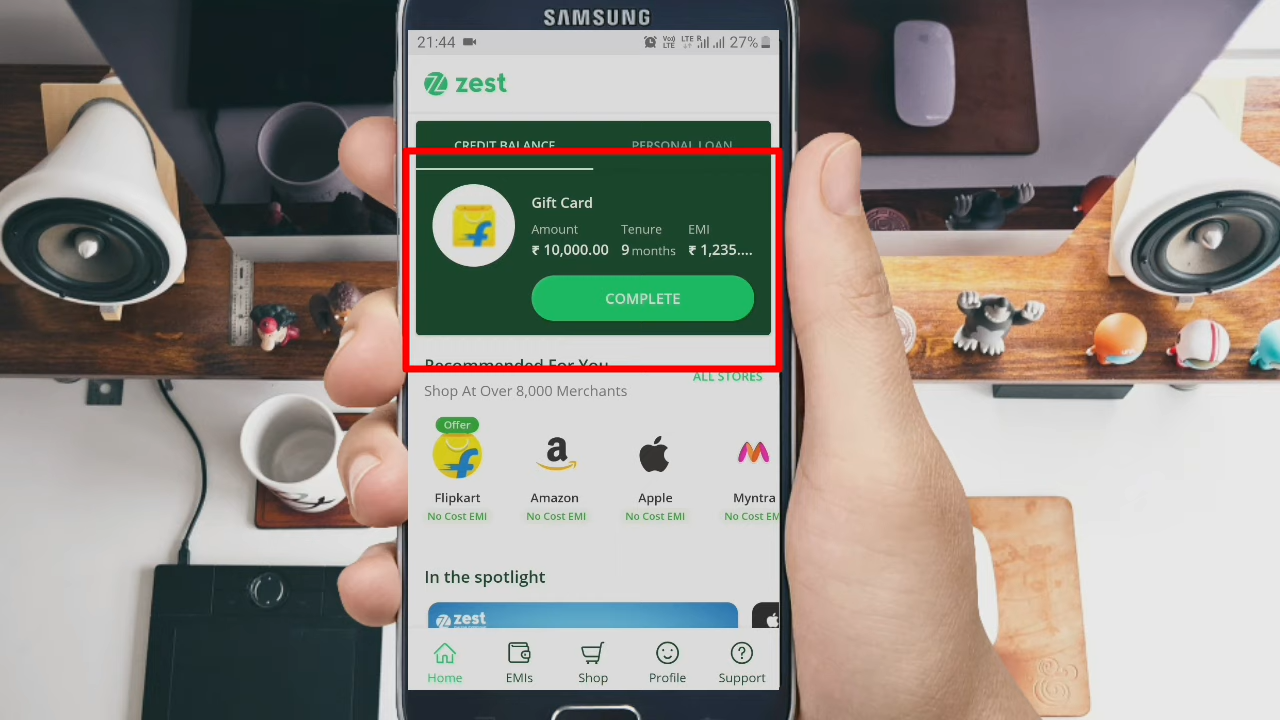 SAMSUNG
21:44 Vo) LTE LTE R 27%
zest
CREDIT BALANCE PERSONAL LOAN
Gift Card
Amount Tenure EMI
₹ 10,000.00 9 months ₹ 1,235....
COMPLETE
Recommended For You
ALL STORES
Shop At Over 8,000 Merchants
Offer
Flipkart Amazon Apple Myntra
No Cost EMI No Cost EMI No Cost EMI No Cost EM
In the spotlight
zest
Home EMIs Shop Profile Support